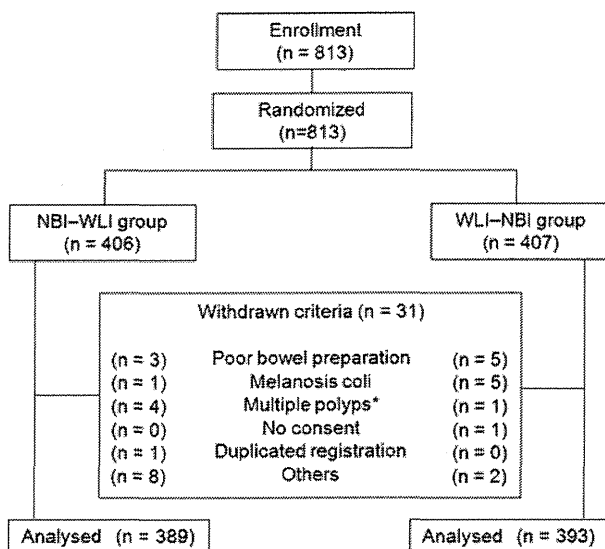 Enrollment
(n = 813)
Randomized
(n=813)
NBI–WLI group
(n = 406)
WLI–NBI group
(n = 407)
Withdrawn criteria (n = 31)
(n = 3) Poor bowel preparation (n = 5)
(n = 1) Melanosis coli (n = 5)
(n = 4) Multiple polyps* (n = 1)
(n = 0) No consent (n = 1)
(n = 1) Duplicated registration (n = 0)
(n = 8) Others (n = 2)
Analysed (n = 389)
Analysed (n = 393)